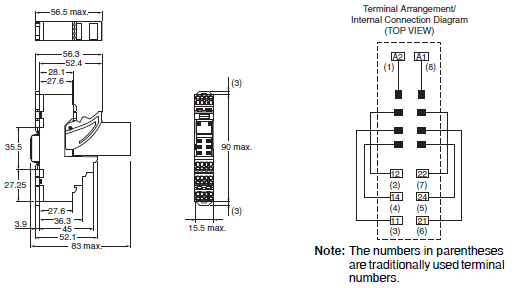 56.5 max.
56.3
52.4
28.1
27.6
35.5
27.25
27.6
36.3
3.9
45
52.1
83 max.
(3)
90 max.
(3)
15.5 max.
Terminal Arrangement/
Internal Connection Diagram
(TOP VIEW)
A2 A1
(1) (8)
12 22
(2) (7)
14 24
(4) (5)
11 21
(3) (6)
Note: The numbers in parentheses
are traditionally used terminal
numbers.